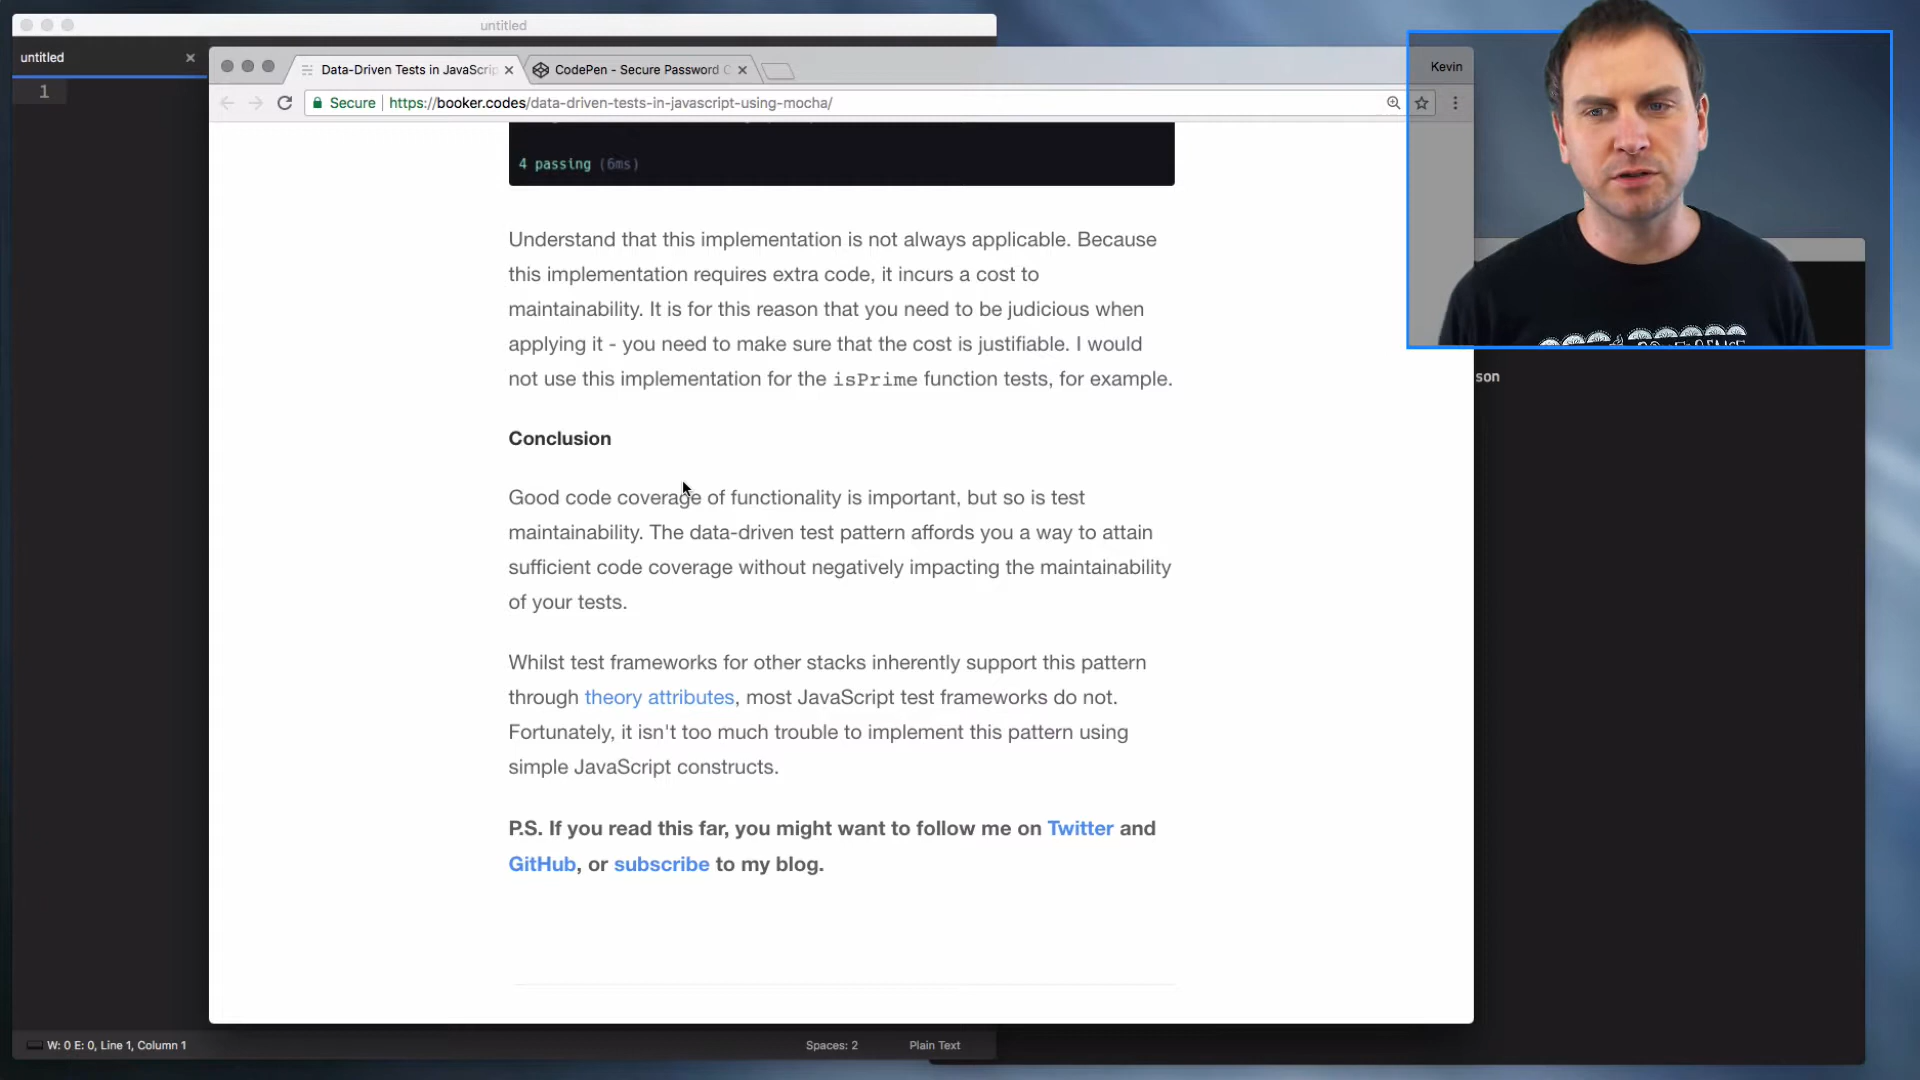 untitled
untitled
1
Data-Driven Tests in JavaScrip
CodePen - Secure Password
Kevin
Secure https://booker.codes/data-driven-tests-in-javascript-using-mocha/
4 passing (6ms)
Understand that this implementation is not always applicable. Because
this implementation requires extra code, it incurs a cost to
maintainability. It is for this reason that you need to be judicious when
applying it - you need to make sure that the cost is justifiable. I would
not use this implementation for the isPrime function tests, for example.
son
Conclusion
Good code coverage of functionality is important, but so is test
maintainability. The data-driven test pattern affords you a way to attain
sufficient code coverage without negatively impacting the maintainability
of your tests.
Whilst test frameworks for other stacks inherently support this pattern
through theory attributes, most JavaScript test frameworks do not.
Fortunately, it isn't too much trouble to implement this pattern using
simple JavaScript constructs.
P.S. If you read this far, you might want to follow me on Twitter and
GitHub, or subscribe to my blog.
W: 0 E: 0, Line 1, Column 1
Spaces: 2
Plain Text